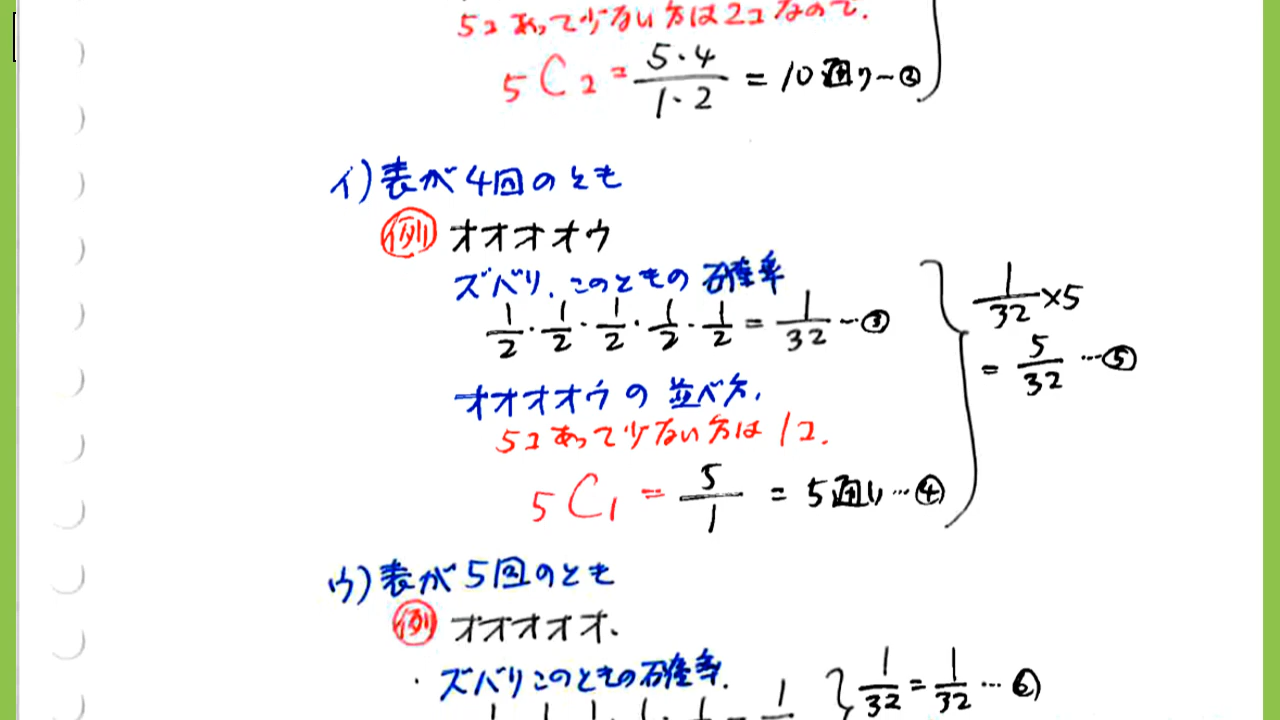 5コあって少ない方は2コなので.
5C2 = 5・4/1・2 = 10通り…②
イ)表が4回のとき
例 オオオオウ
ズバリ、このときの確率
1/2・1/2・1/2・1/2・1/2 = 1/32 …③
オオオオウの並べ方、
5コあって少ない方は1コ.
5C1 = 5/1 = 5通り…④
1/32×5
= 5/32 …⑤
ウ)表が5回のとき
例 オオオオオ.
・ズバリこのときの確率.
1/32 = 1/32 …⑥